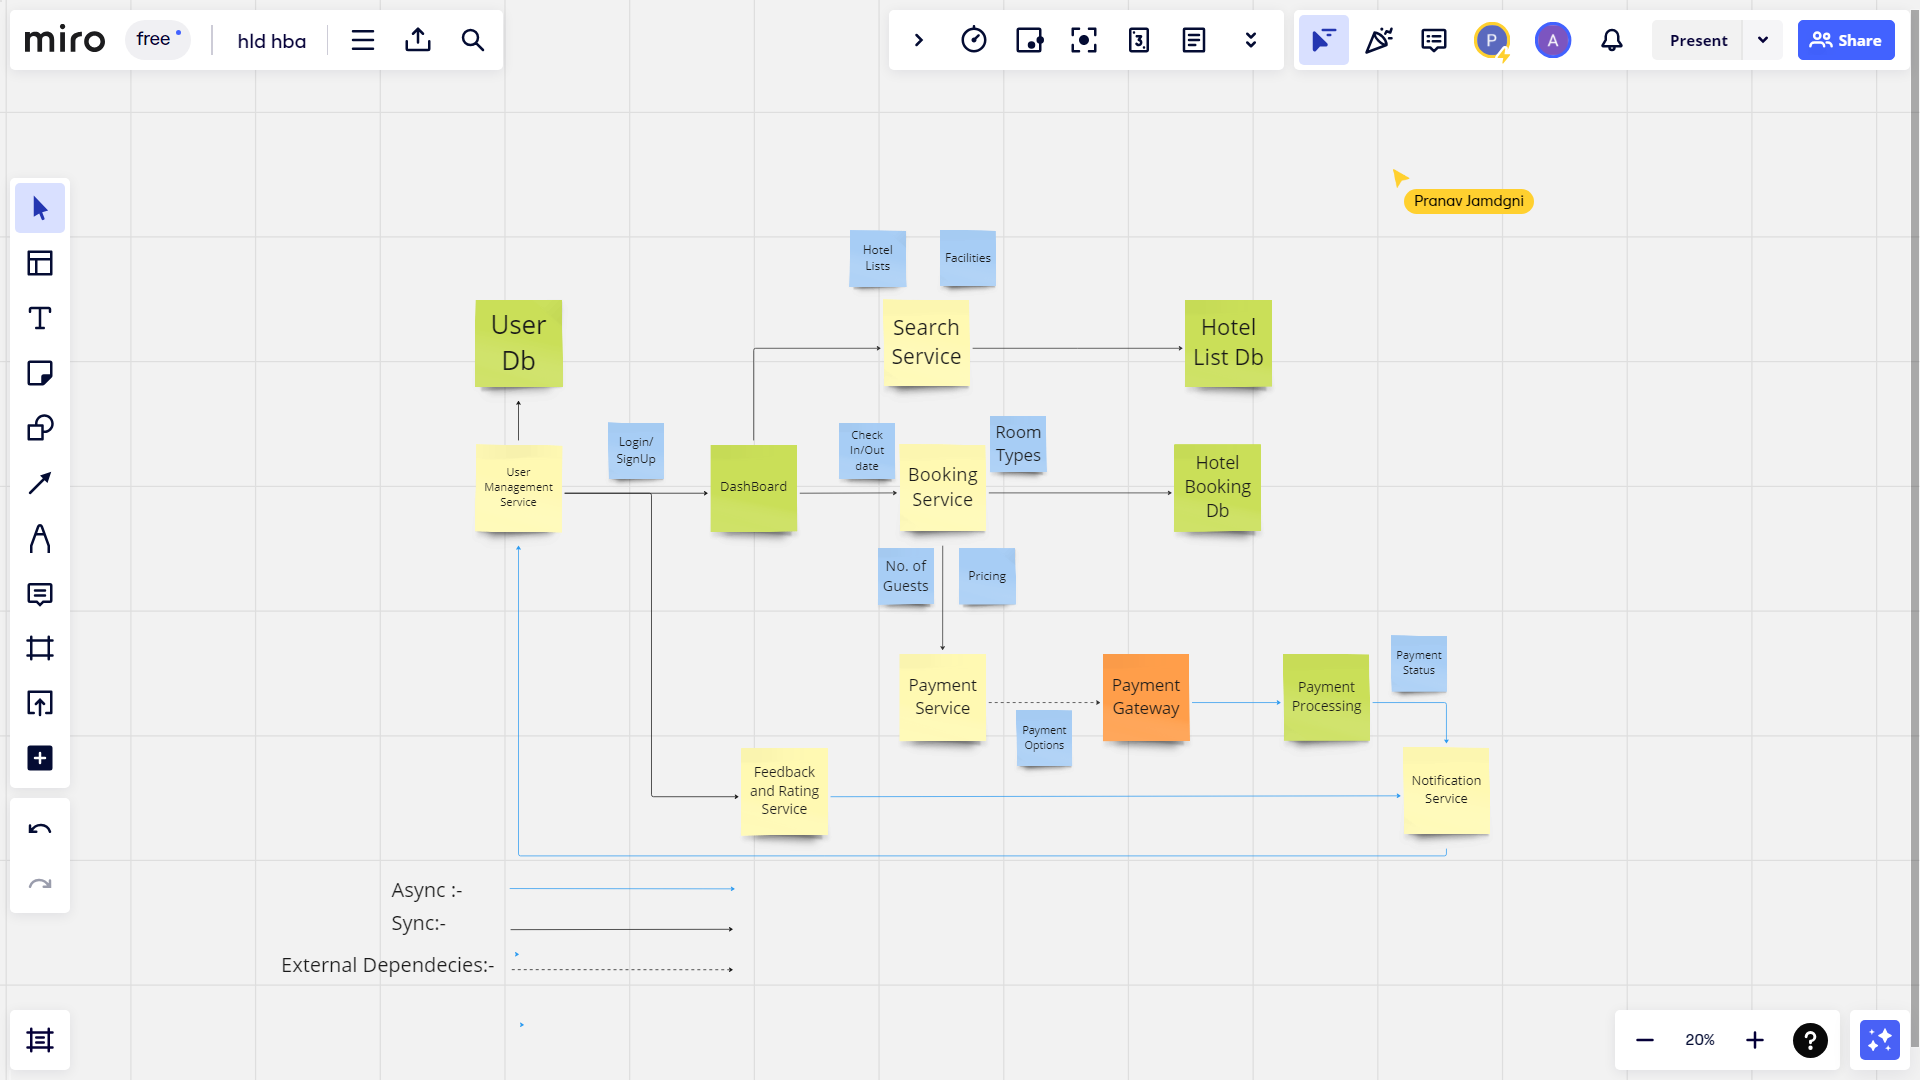 miro
free
hld hba
3
P
A
Present
Share
Pranav Jamdgni
Hotel
Lists
Facilities
User
Db
Search
Service
Hotel
List Db
Login/
SignUp
Check
In/Out
date
Room
Types
User
Management
Service
DashBoard
Booking
Service
Hotel
Booking
Db
No. of
Guests
Pricing
Payment
Status
Payment
Service
Payment
Gateway
Payment
Processing
Payment
Options
Feedback
and Rating
Service
Notification
Service
Async :-
Sync:-
External Dependecies:-
20%
?